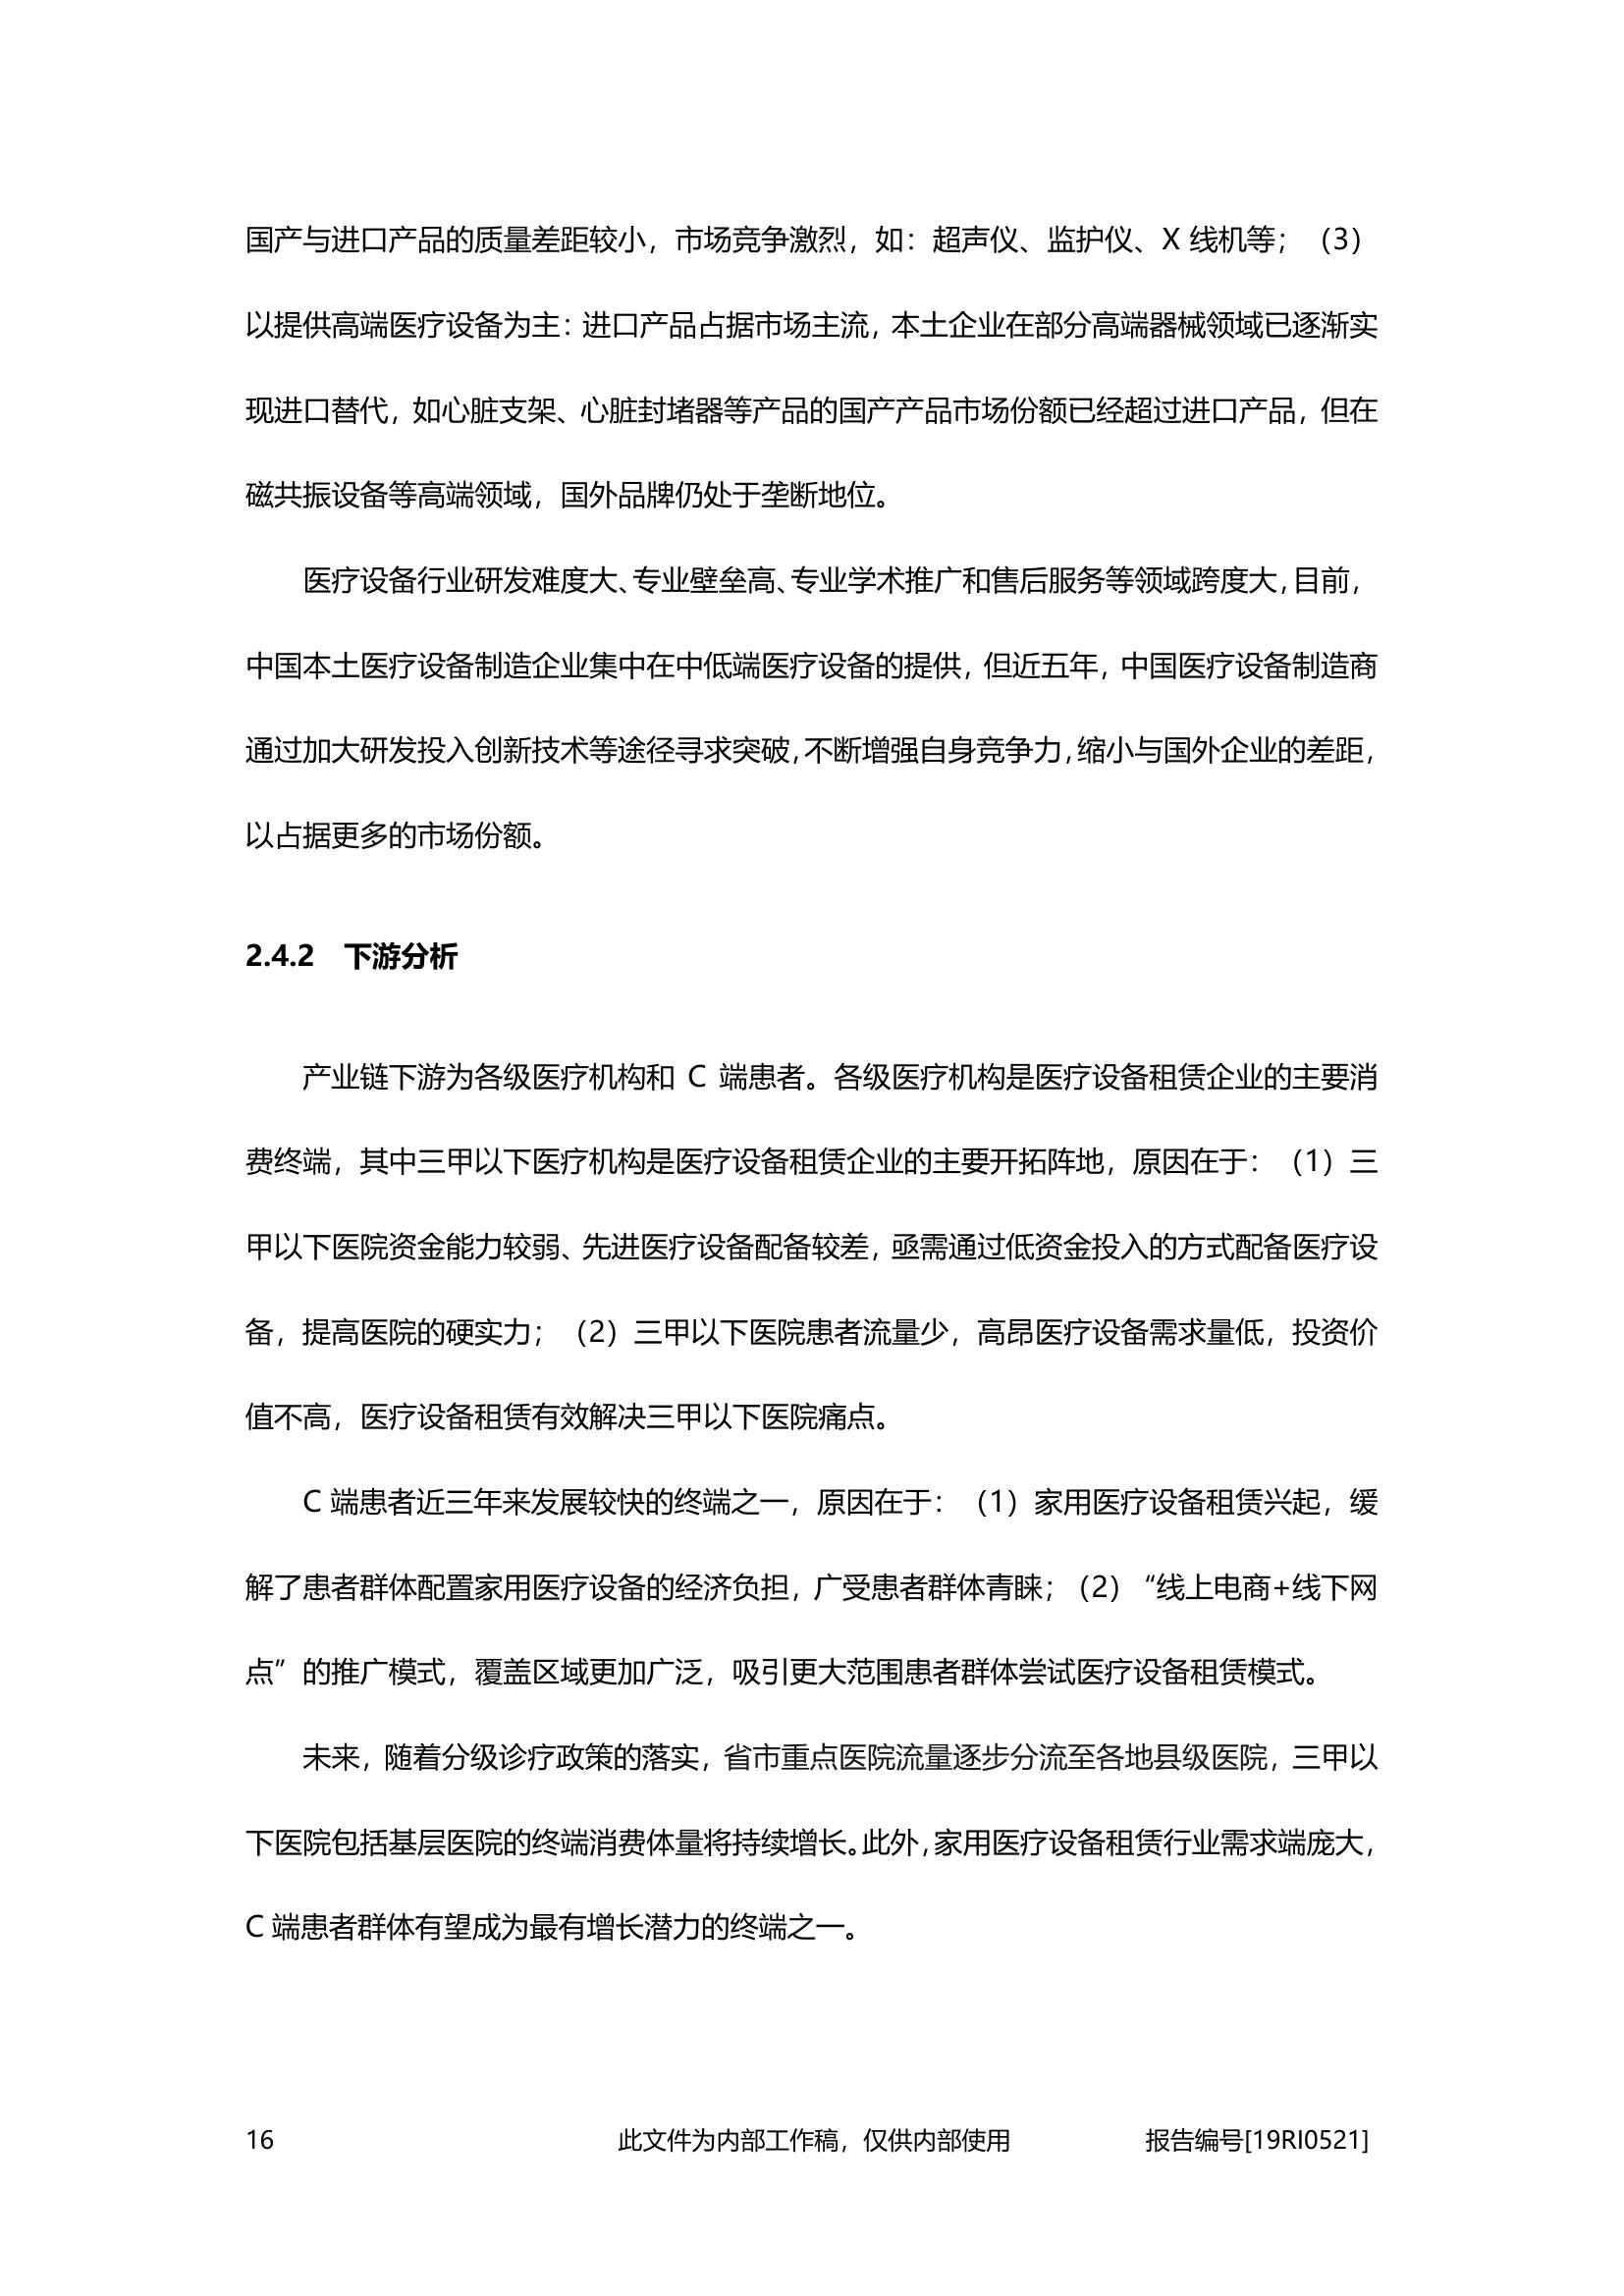 国产与进口产品的质量差距较小，市场竞争激烈，如：超声仪、监护仪、X 线机等；（3）
以提供高端医疗设备为主：进口产品占据市场主流，本土企业在部分高端器械领域已逐渐实
现进口替代，如心脏支架、心脏封堵器等产品的国产产品市场份额已经超过进口产品，但在
磁共振设备等高端领域，国外品牌仍处于垄断地位。
医疗设备行业研发难度大、专业壁垒高、专业学术推广和售后服务等领域跨度大，目前，
中国本土医疗设备制造企业集中在中低端医疗设备的提供，但近五年，中国医疗设备制造商
通过加大研发投入创新技术等途径寻求突破，不断增强自身竞争力，缩小与国外企业的差距，
以占据更多的市场份额。
2.4.2 下游分析
产业链下游为各级医疗机构和 C 端患者。各级医疗机构是医疗设备租赁企业的主要消
费终端，其中三甲以下医疗机构是医疗设备租赁企业的主要开拓阵地，原因在于：（1）三
甲以下医院资金能力较弱、先进医疗设备配备较差，亟需通过低资金投入的方式配备医疗设
备，提高医院的硬实力；（2）三甲以下医院患者流量少，高昂医疗设备需求量低，投资价
值不高，医疗设备租赁有效解决三甲以下医院痛点。
C 端患者近三年来发展较快的终端之一，原因在于：（1）家用医疗设备租赁兴起，缓
解了患者群体配置家用医疗设备的经济负担，广受患者群体青睐；（2）“线上电商+线下网
点”的推广模式，覆盖区域更加广泛，吸引更大范围患者群体尝试医疗设备租赁模式。
未来，随着分级诊疗政策的落实，省市重点医院流量逐步分流至各地县级医院，三甲以
下医院包括基层医院的终端消费体量将持续增长。此外，家用医疗设备租赁行业需求端庞大，
C 端患者群体有望成为最有增长潜力的终端之一。
16 此文件为内部工作稿，仅供内部使用 报告编号[19RI0521]